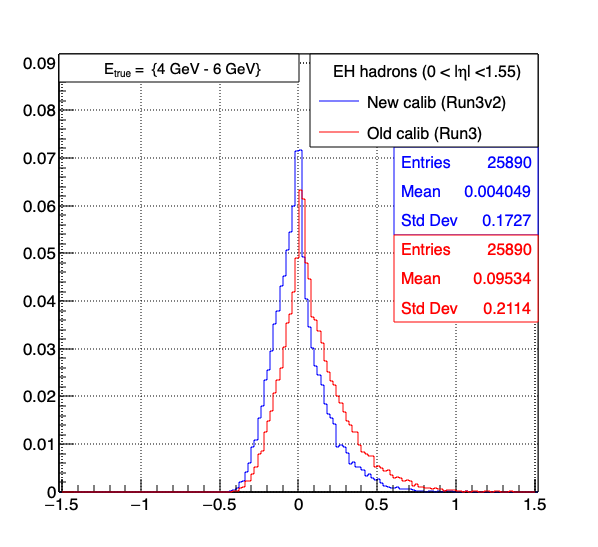 E_true = {4 GeV - 6 GeV}
EH hadrons (0 < |η| <1.55)
New calib (Run3v2)
Old calib (Run3)
Entries 25890
Mean 0.004049
Std Dev 0.1727
Entries 25890
Mean 0.09534
Std Dev 0.2114
0.09
0.08
0.07
0.06
0.05
0.04
0.03
0.02
0.01
0
−1.5 −1 −0.5 0 0.5 1 1.5